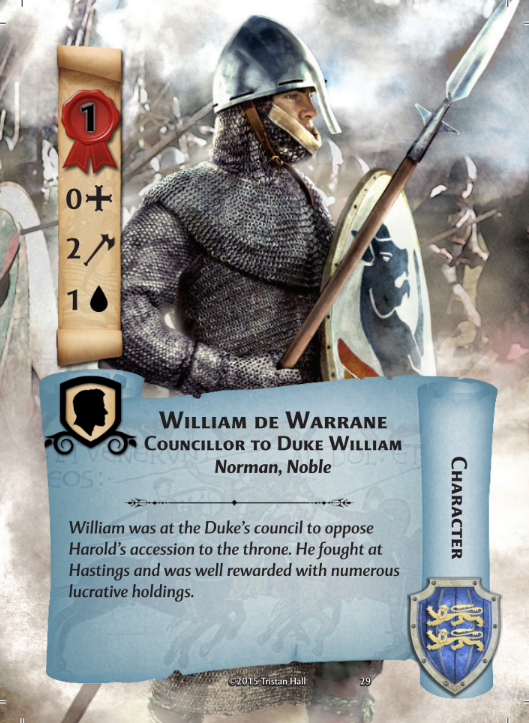 1
0
2
1
WILLIAM DE WARRANE
COUNCILLOR TO DUKE WILLIAM
Norman, Noble
William was at the Duke's council to oppose
Harold's accession to the throne. He fought at
Hastings and was well rewarded with numerous
lucrative holdings.
CHARACTER
©2015 Tristan Hall
29